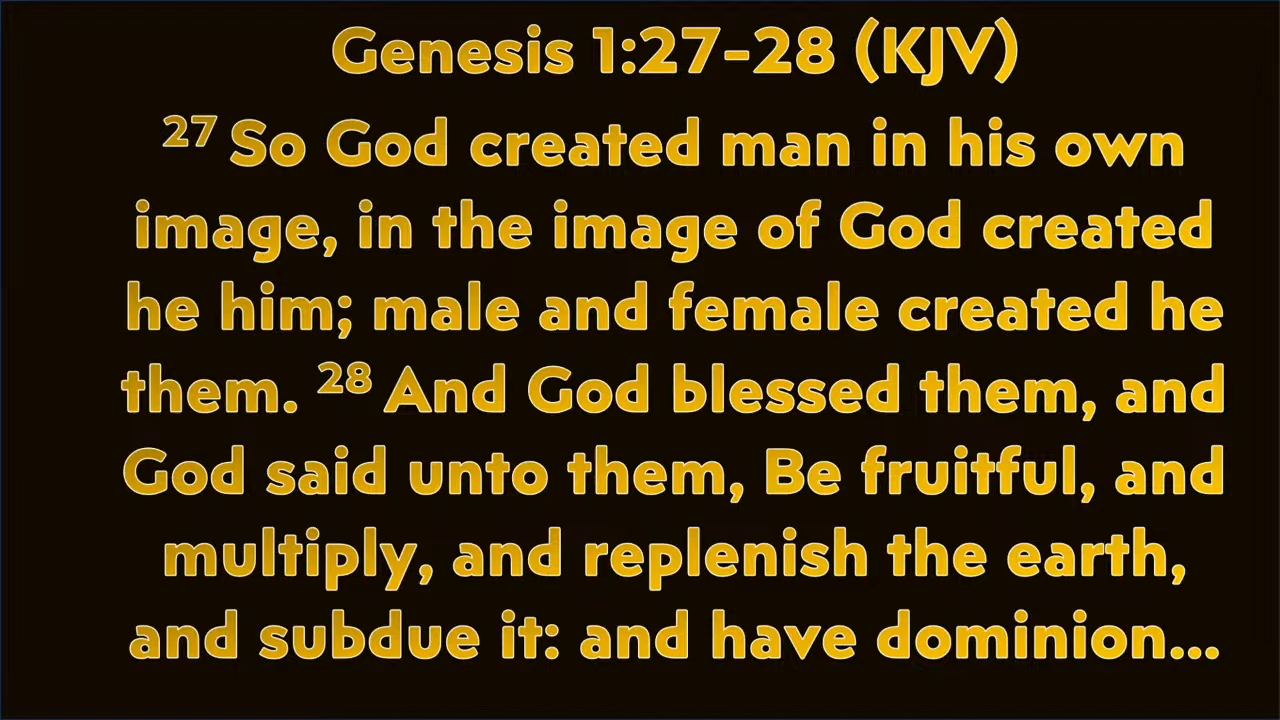 Genesis 1:27-28 (KJV)
27 So God created man in his own
image, in the image of God created
he him; male and female created he
them. 28 And God blessed them, and
God said unto them, Be fruitful, and
multiply, and replenish the earth,
and subdue it: and have dominion...